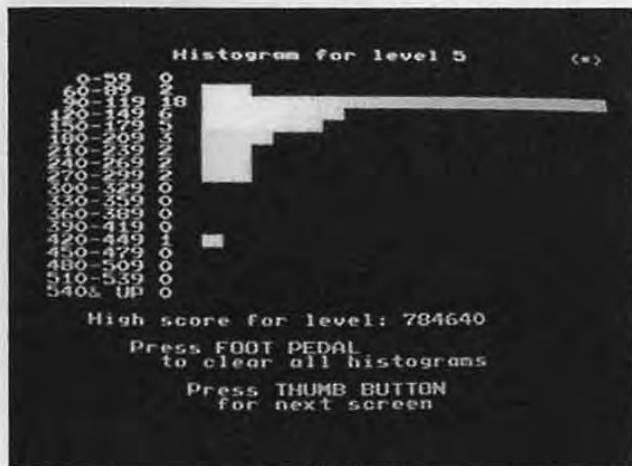 Histogram for level 5 <*>
0-59 0
60-89 2
90-119 18
120-149 6
150-179 5
180-209 3
210-239 2
240-269 2
270-299 2
300-329 0
330-359 0
360-389 0
390-419 0
420-449 1
450-479 0
480-509 0
510-539 0
540& UP 0
High score for level: 784640
Press FOOT PEDAL
to clear all histograms
Press THUMB BUTTON
for next screen